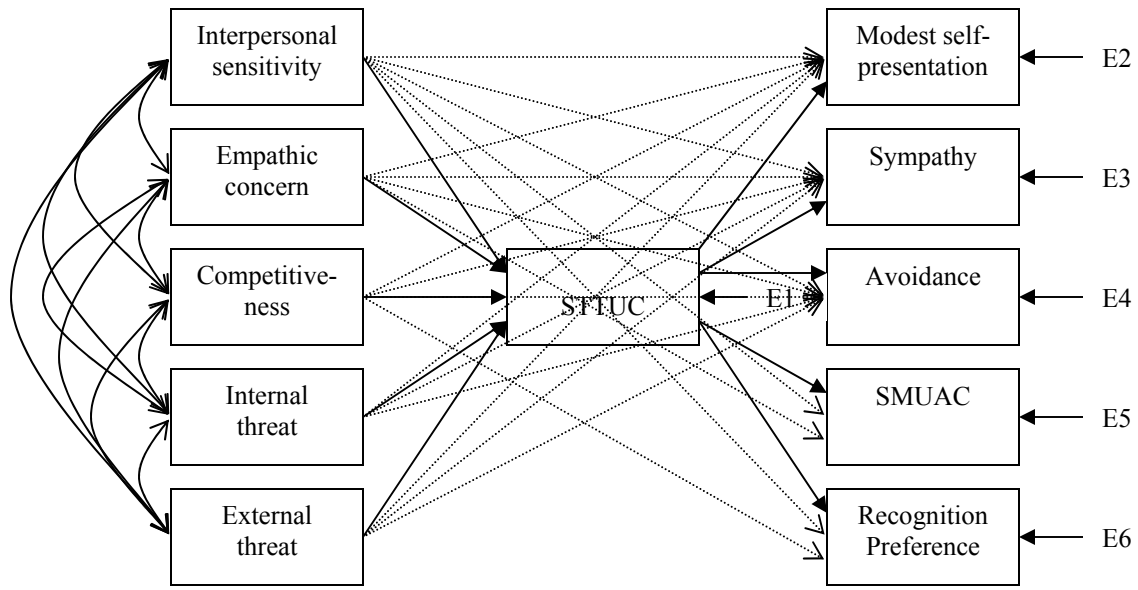 Interpersonal
sensitivity
Empathic
concern
Competitive-
ness
Internal
threat
External
threat
STTUC
E1
Modest self-
presentation
E2
Sympathy
E3
Avoidance
E4
SMUAC
E5
Recognition
Preference
E6